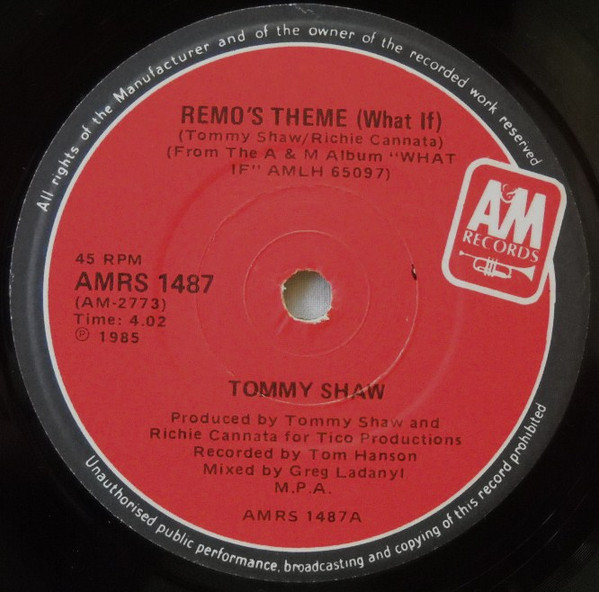 All rights of the Manufacturer and of the owner of the recorded work reserved
REMO'S THEME (What If)
(Tommy Shaw/Richie Cannata)
(From The A & M Album "WHAT
IF" AMLH 65097)
A&M
RECORDS
45 RPM
AMRS 1487
(AM-2773)
Time: 4.02
℗ 1985
TOMMY SHAW
Produced by Tommy Shaw and
Richie Cannata for Tico Productions
Recorded by Tom Hanson
Mixed by Greg Ladanyl
M.P.A.
AMRS 1487A
Unauthorised public performance, broadcasting and copying of this record prohibited